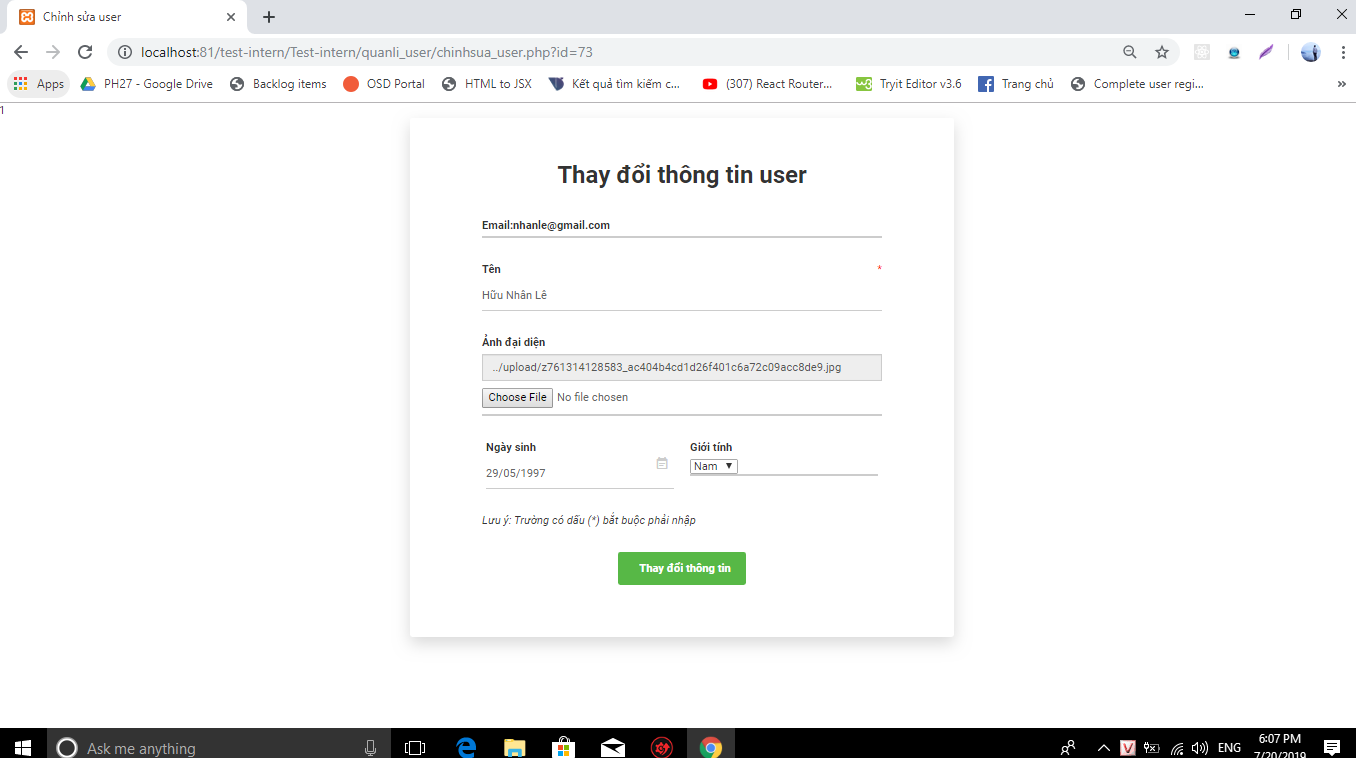 Chỉnh sửa user
localhost:81/test-intern/Test-intern/quanli_user/chinhsua_user.php?id=73
Apps PH27 - Google Drive Backlog items OSD Portal HTML to JSX Kết quả tìm kiếm c... (307) React Router... Tryit Editor v3.6 Trang chủ Complete user regi... »
1
Thay đổi thông tin user
Email:nhanle@gmail.com
Tên *
Hữu Nhân Lê
Ảnh đại diện
../upload/z761314128583_ac404b4cd1d26f401c6a72c09acc8de9.jpg
Choose File No file chosen
Ngày sinh Giới tính
29/05/1997 Nam
Lưu ý: Trường có dấu (*) bắt buộc phải nhập
Thay đổi thông tin
Ask me anything
ENG 6:07 PM
7/20/2019